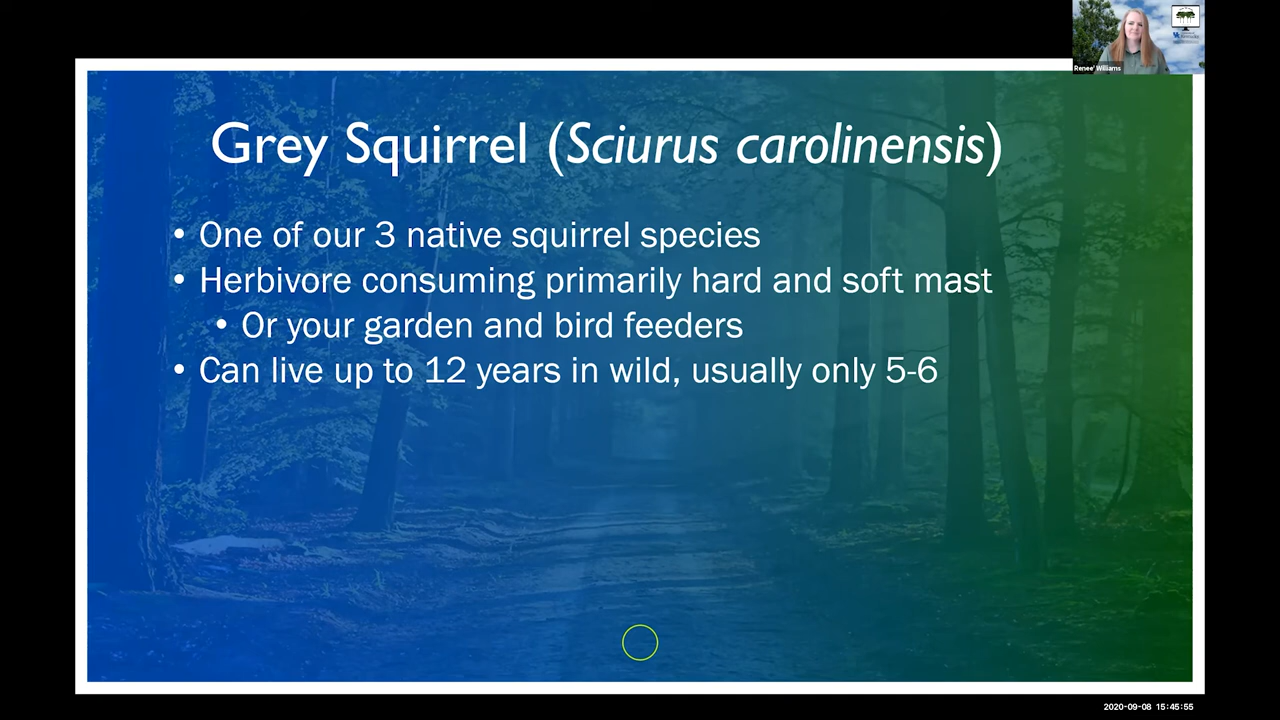 Renee' Williams
Grey Squirrel (Sciurus carolinensis)
• One of our 3 native squirrel species
• Herbivore consuming primarily hard and soft mast
• Or your garden and bird feeders
• Can live up to 12 years in wild, usually only 5-6
2020-09-08 15:45:55